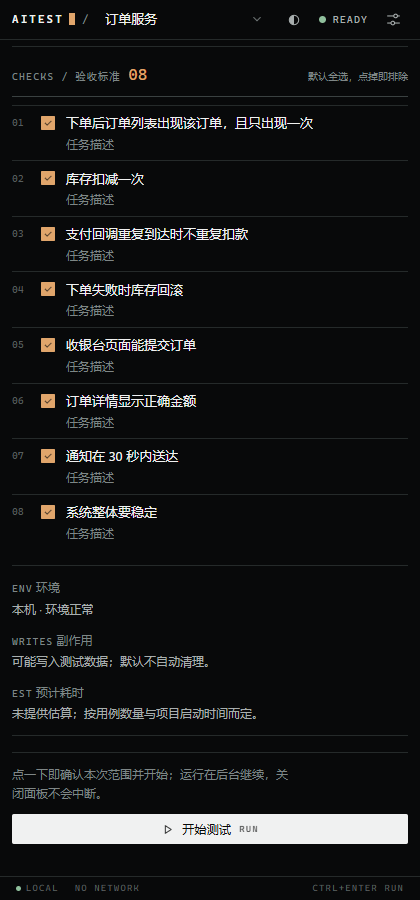 AITEST / 订单服务 READY
CHECKS / 验收标准 08 默认全选，点掉即排除
01 下单后订单列表出现该订单，且只出现一次
任务描述
02 库存扣减一次
任务描述
03 支付回调重复到达时不重复扣款
任务描述
04 下单失败时库存回滚
任务描述
05 收银台页面能提交订单
任务描述
06 订单详情显示正确金额
任务描述
07 通知在 30 秒内送达
任务描述
08 系统整体要稳定
任务描述
ENV 环境
本机 · 环境正常
WRITES 副作用
可能写入测试数据；默认不自动清理。
EST 预计耗时
未提供估算；按用例数量与项目启动时间而定。
点一下即确认本次范围并开始；运行在后台继续，关
闭面板不会中断。
开始测试 RUN
LOCAL NO NETWORK CTRL+ENTER RUN